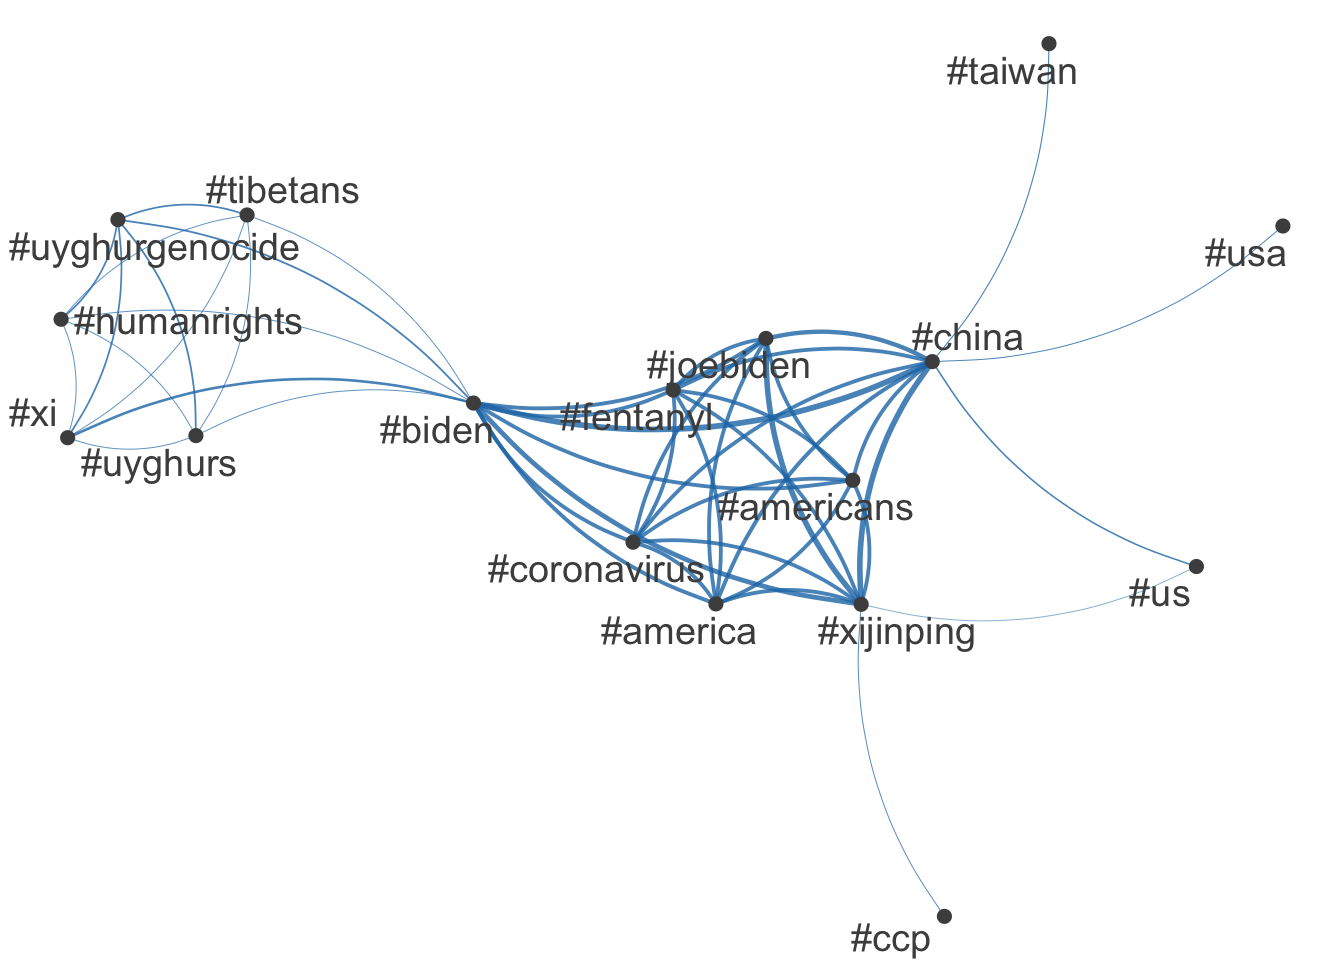 #taiwan
#tibetans
#uyghurgenocide
#usa
#humanrights
#china
#joebiden
#xi
#fentanyl
#biden
#uyghurs
#americans
#coronavirus
#us
#america
#xijinping
#ccp